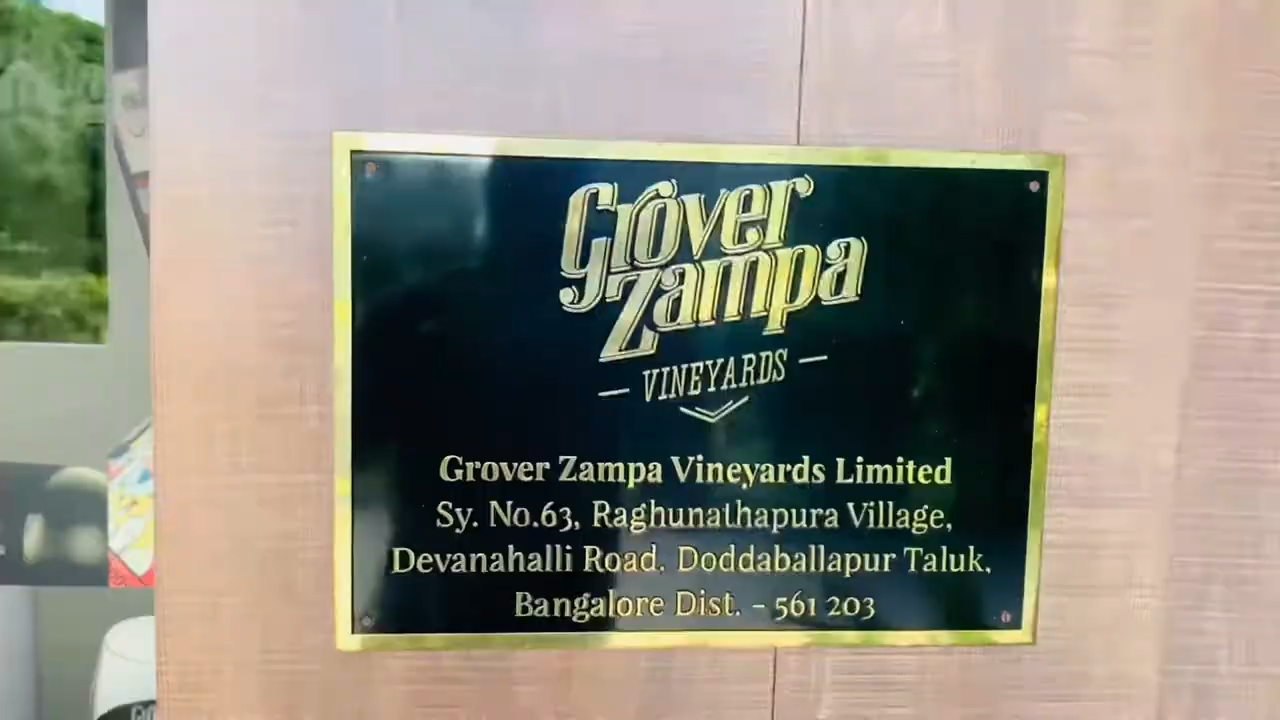 Grover
Zampa
— VINEYARDS —
Grover Zampa Vineyards Limited
Sy. No.63, Raghunathapura Village,
Devanahalli Road. Doddaballapur Taluk.
Bangalore Dist. - 561 203